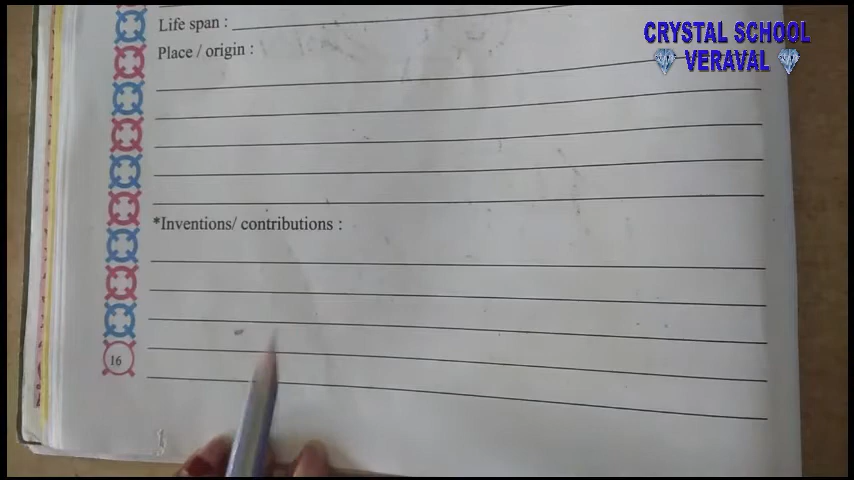 Life span :
CRYSTAL SCHOOL
Place / origin :
VERAVAL
*Inventions/ contributions :
16